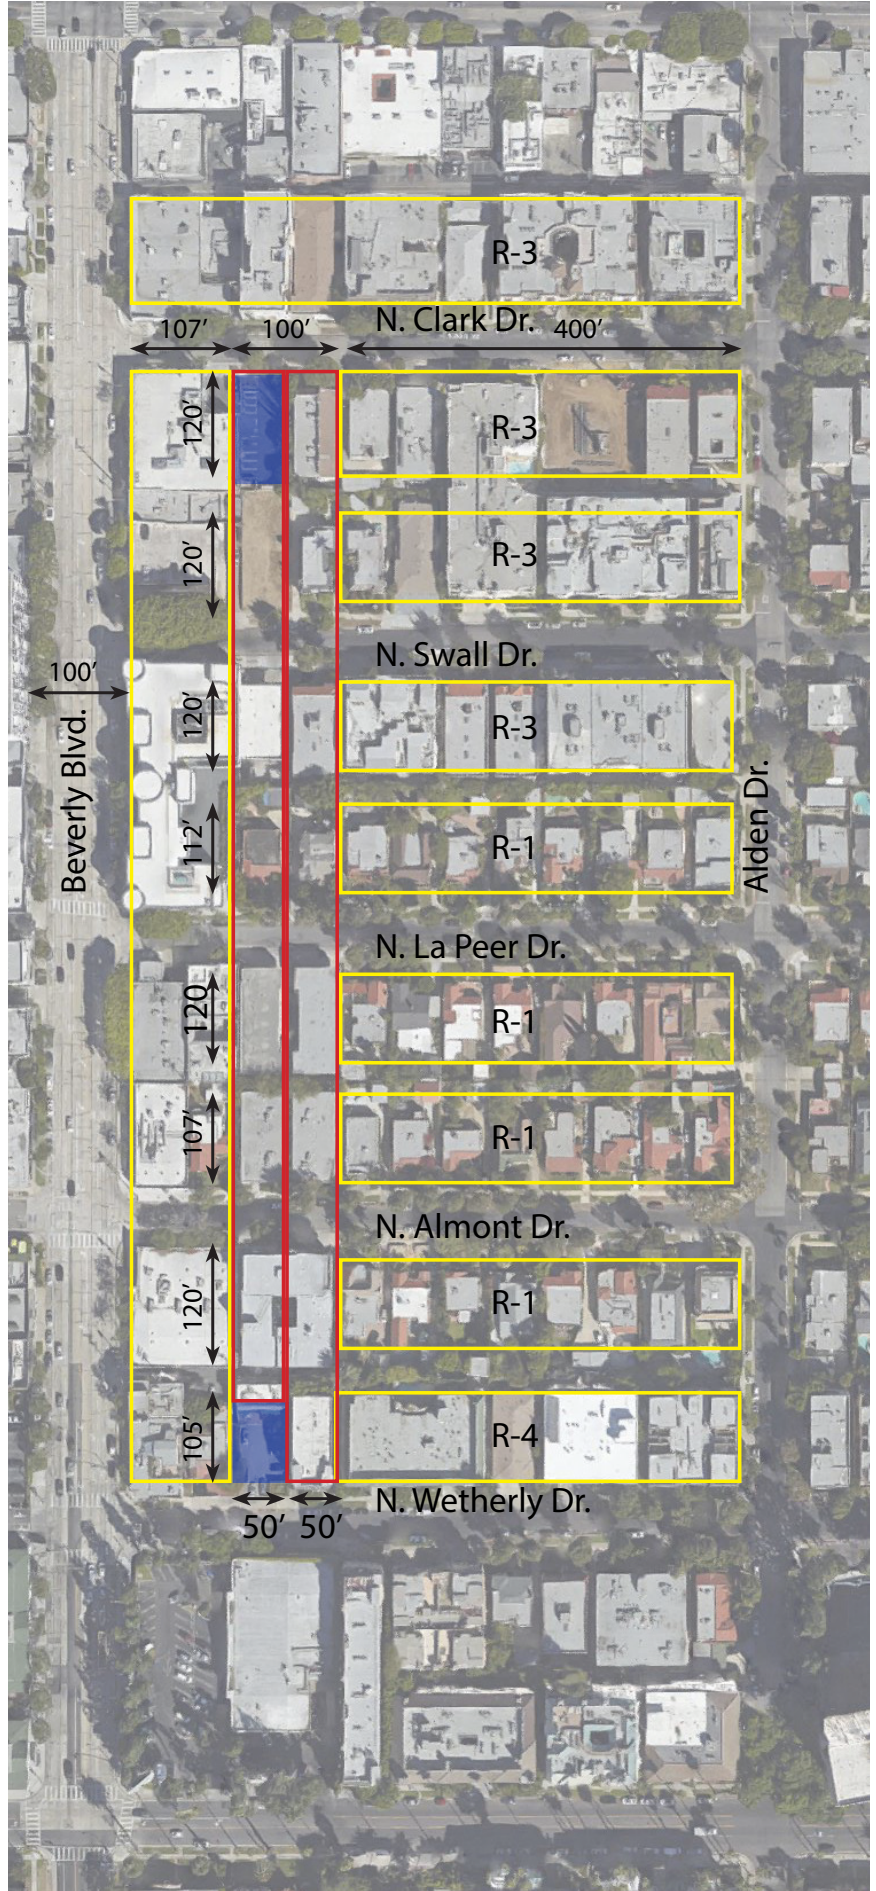 R-3
N. Clark Dr.
107’
100’
400’
120’
R-3
120’
R-3
N. Swall Dr.
100’
120’
R-3
Beverly Blvd.
Alden Dr.
112’
R-1
N. La Peer Dr.
120
R-1
107’
R-1
N. Almont Dr.
120’
R-1
105’
R-4
N. Wetherly Dr.
50’ 50’